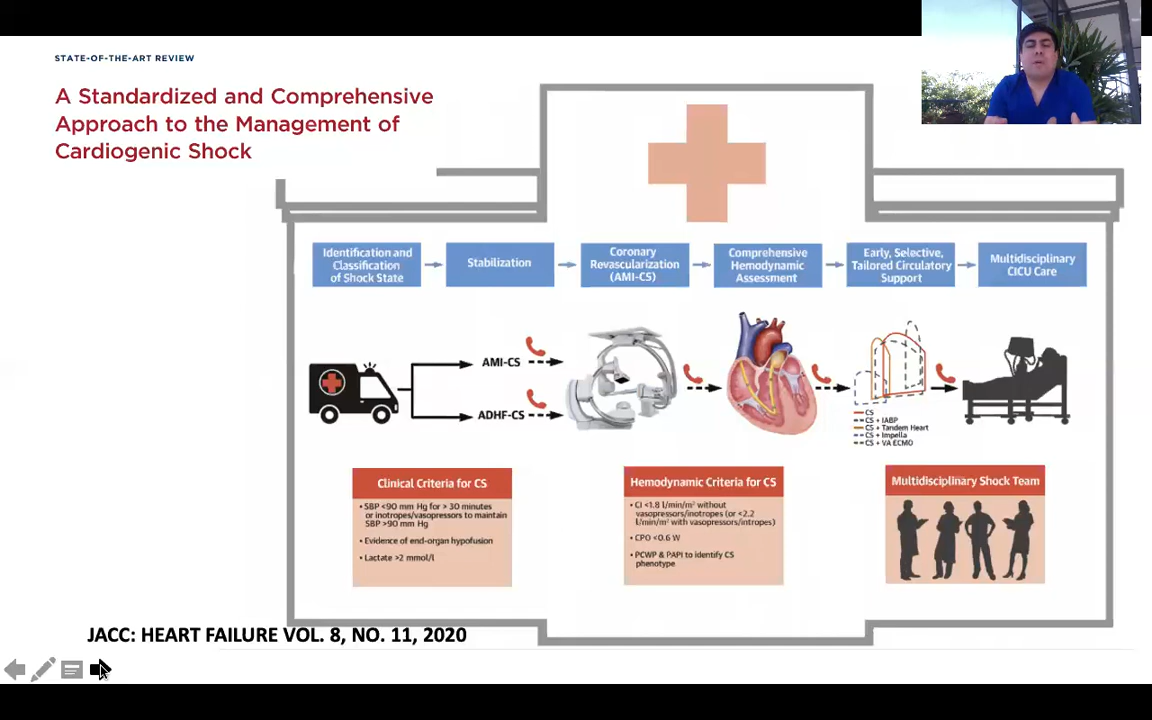 STATE-OF-THE-ART REVIEW
A Standardized and Comprehensive
Approach to the Management of
Cardiogenic Shock
Identification and
Classification
of Shock State
Stabilization
Coronary
Revascularization
(AMI-CS)
Comprehensive
Hemodynamic
Assessment
Early, Selective,
Tailored Circulatory
Support
Multidisciplinary
CICU Care
AMI-CS
ADHF-CS
CS
CS + IABP
CS + Tandem Heart
CS + Impella
CS + VA ECMO
Clinical Criteria for CS
• SBP <90 mm Hg for > 30 minutes
or inotropes/vasopressors to maintain
SBP >90 mm Hg
• Evidence of end-organ hypofusion
• Lactate >2 mmol/l
Hemodynamic Criteria for CS
• CI <1.8 l/min/m² without
vasopressors/inotropes (or <2.2
l/min/m² with vasopressors/intropes)
• CPO <0.6 W
• PCWP & PAPI to identify CS
phenotype
Multidisciplinary Shock Team
JACC: HEART FAILURE VOL. 8, NO. 11, 2020